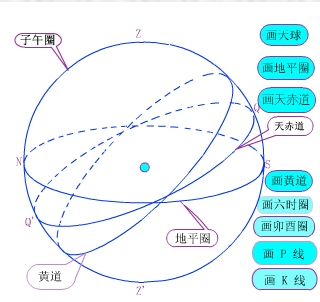 子午圈
Z
画大球
画地平圈
画天赤道
Q
天赤道
N
S
画黄道
画六时圈
Q'
画卯酉圈
地平圈
画 P 线
黄道
画 K 线
Z'